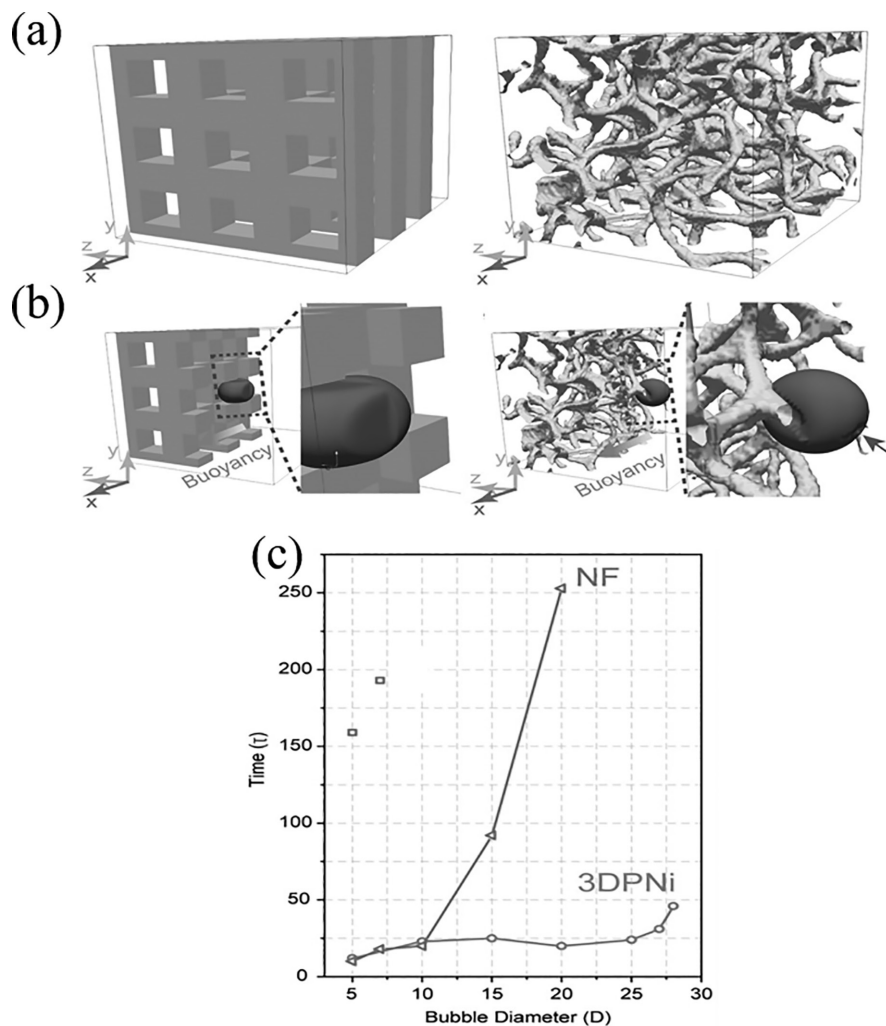 (a)
y
z
x
y
z
x
(b)
Buoyancy
y
z
x
Buoyancy
y
z
x
(c)
NF
3DPNi
250
200
150
100
50
0
5 10 15 20 25 30
Time (τ)
Bubble Diameter (D)